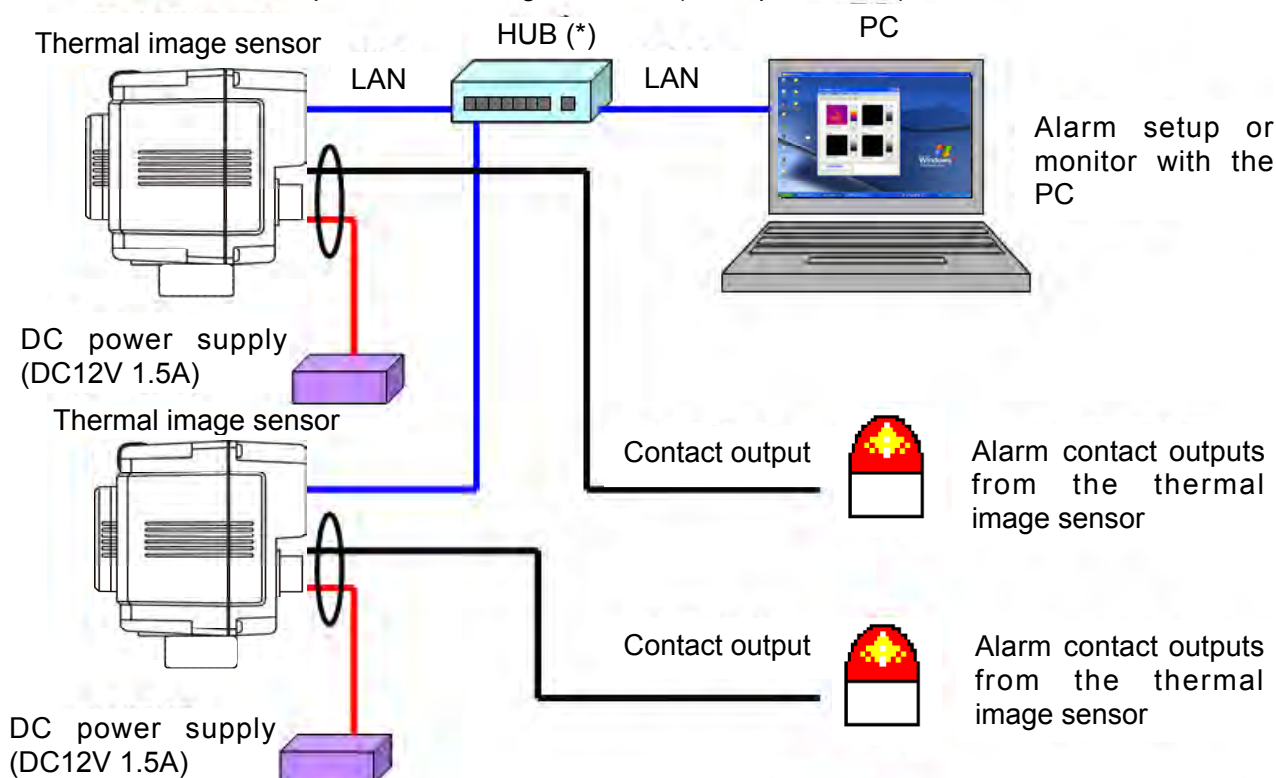 Thermal image sensor
HUB (*)
PC
LAN
LAN
Alarm setup or
monitor with the
PC
Windows
DC power supply
(DC12V 1.5A)
Thermal image sensor
Contact output
Alarm contact outputs
from the thermal
image sensor
Contact output
Alarm contact outputs
from the thermal
image sensor
DC power supply
(DC12V 1.5A)